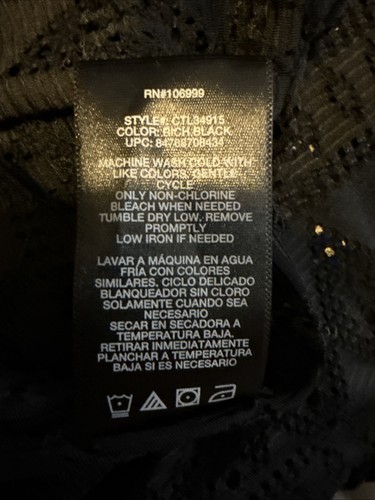 RN#106999
STYLE#: CTL34915
COLOR: RICH BLACK
UPC: 84768708434
MACHINE WASH COLD WITH
LIKE COLORS. GENTLE
CYCLE
ONLY NON-CHLORINE
BLEACH WHEN NEEDED
TUMBLE DRY LOW. REMOVE
PROMPTLY
LOW IRON IF NEEDED
LAVAR A MÁQUINA EN AGUA
FRÍA CON COLORES
SIMILARES. CICLO DELICADO
BLANQUEADOR SIN CLORO
SOLAMENTE CUANDO SEA
NECESARIO
SECAR EN SECADORA A
TEMPERATURA BAJA.
RETIRAR INMEDIATAMENTE
PLANCHAR A TEMPERATURA
BAJA SI ES NECESARIO